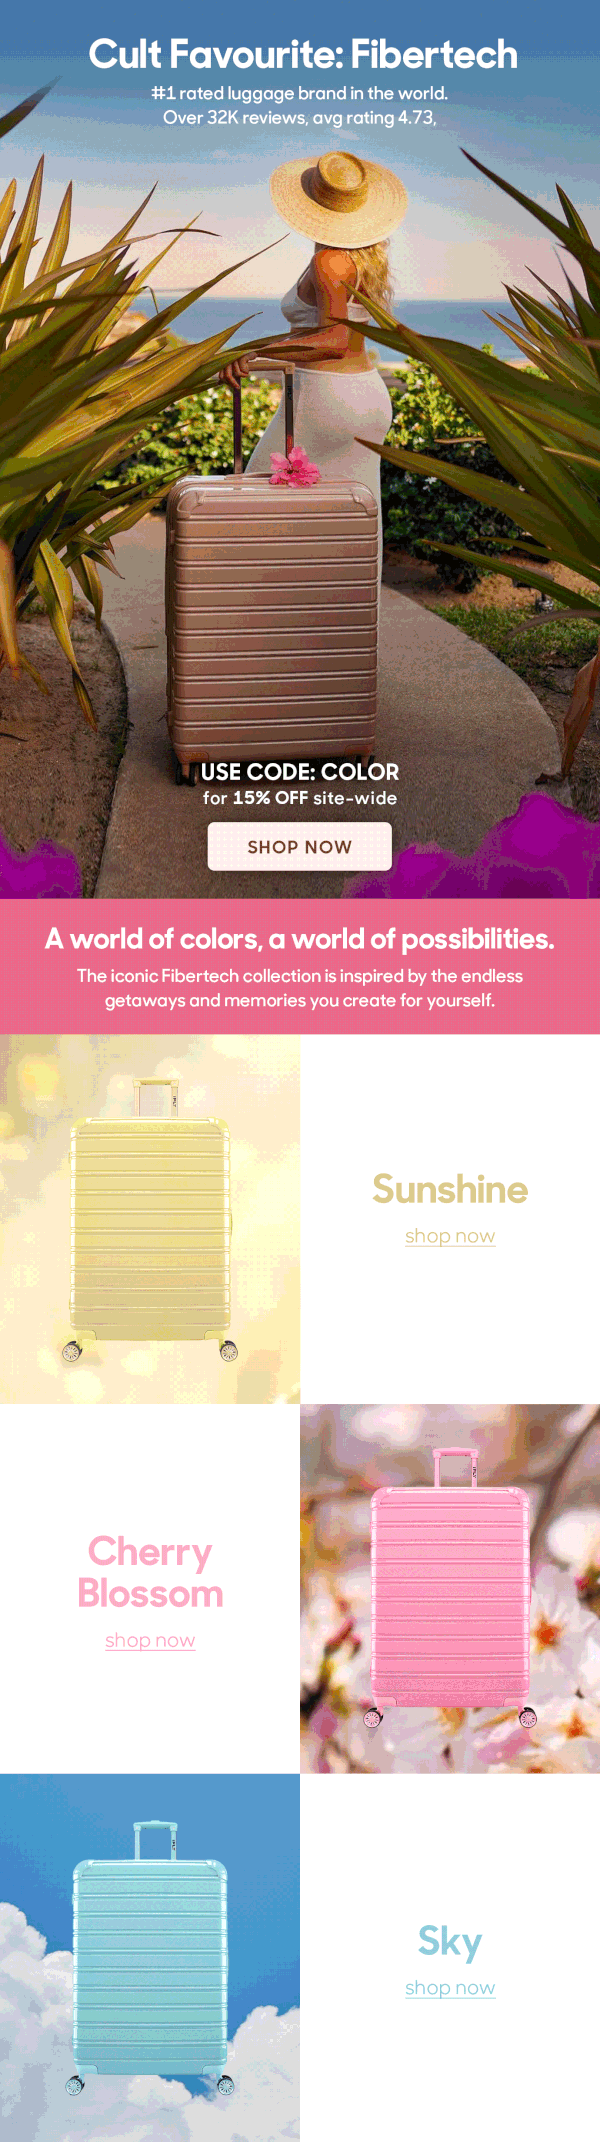 Cult Favourite: Fibertech
#1 rated luggage brand in the world.
Over 32K reviews, avg rating 4.73,
USE CODE: COLOR
for 15% OFF site-wide
SHOP NOW
A world of colors, a world of possibilities.
The iconic Fibertech collection is inspired by the endless
getaways and memories you create for yourself.
Sunshine
shop now
Cherry
Blossom
shop now
Sky
shop now